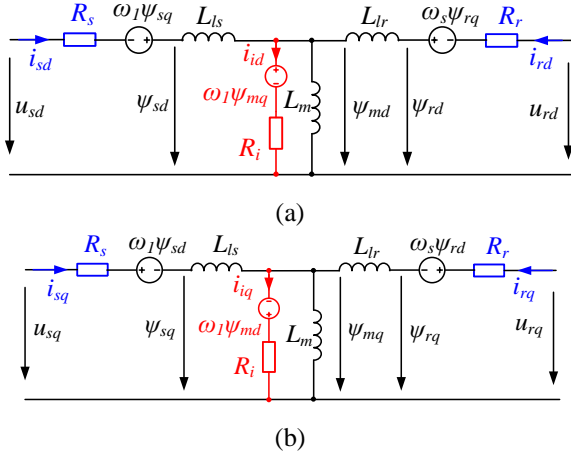 R_s ω_1ψ_sq L_ls L_lr ω_sψ_rq R_r
i_sd i_id i_rd
u_sd ψ_sd ω_1ψ_mq L_m ψ_md ψ_rd u_rd
R_i
(a)
R_s ω_1ψ_sd L_ls L_lr ω_sψ_rd R_r
i_sq i_iq i_rq
u_sq ψ_sq ω_1ψ_md L_m ψ_mq ψ_rq u_rq
R_i
(b)